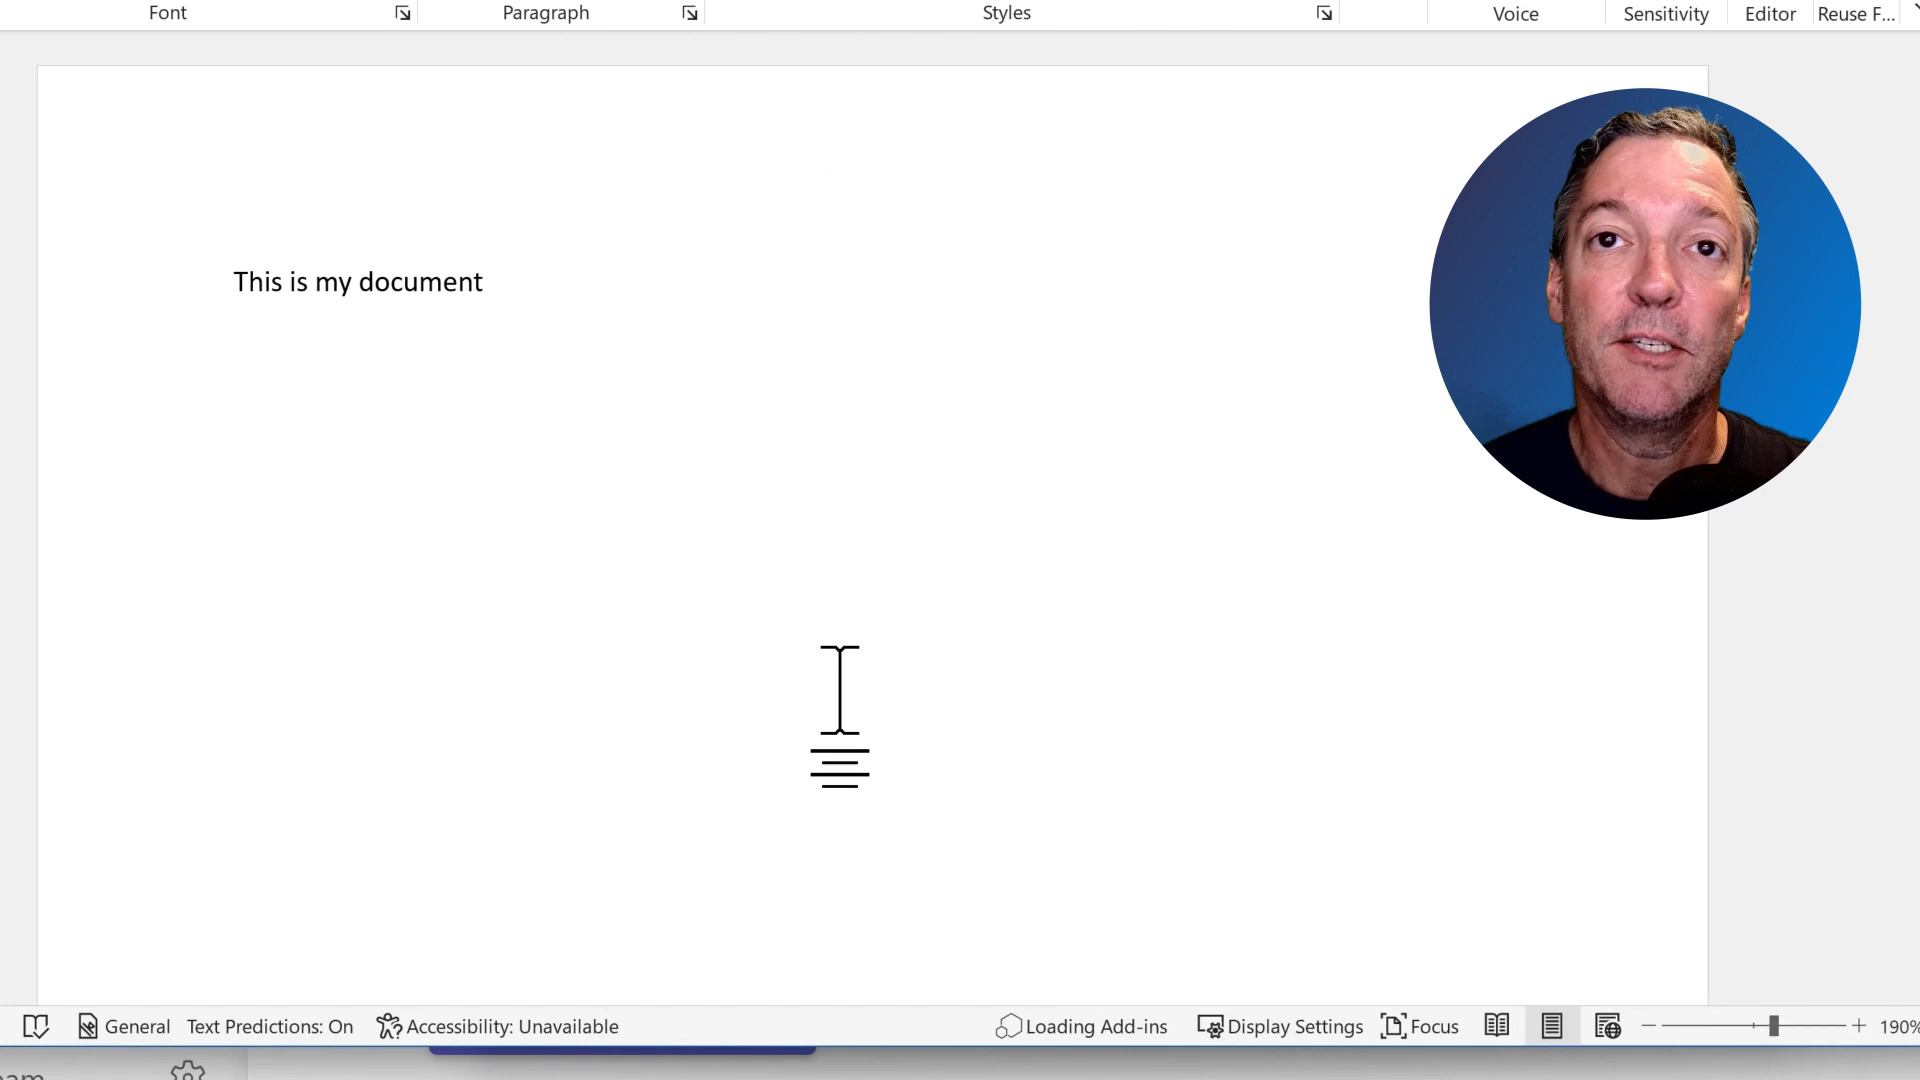 Font Paragraph Styles Voice Sensitivity Editor Reuse F...
This is my document
General Text Predictions: On Accessibility: Unavailable Loading Add-ins Display Settings Focus 190%